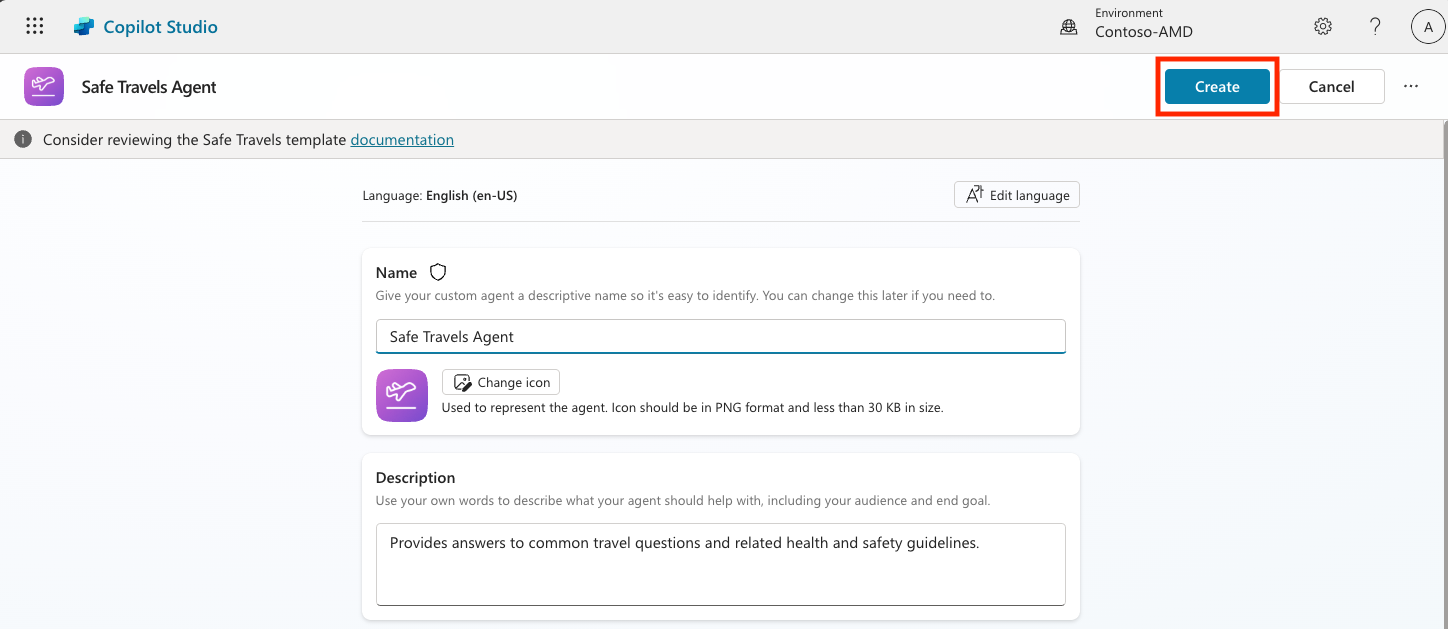 Copilot Studio
Environment
Contoso-AMD
?
A
Safe Travels Agent
Create
Cancel
...
Consider reviewing the Safe Travels template documentation
Language: English (en-US)
Edit language
Name
Give your custom agent a descriptive name so it's easy to identify. You can change this later if you need to.
Safe Travels Agent
Change icon
Used to represent the agent. Icon should be in PNG format and less than 30 KB in size.
Description
Use your own words to describe what your agent should help with, including your audience and end goal.
Provides answers to common travel questions and related health and safety guidelines.